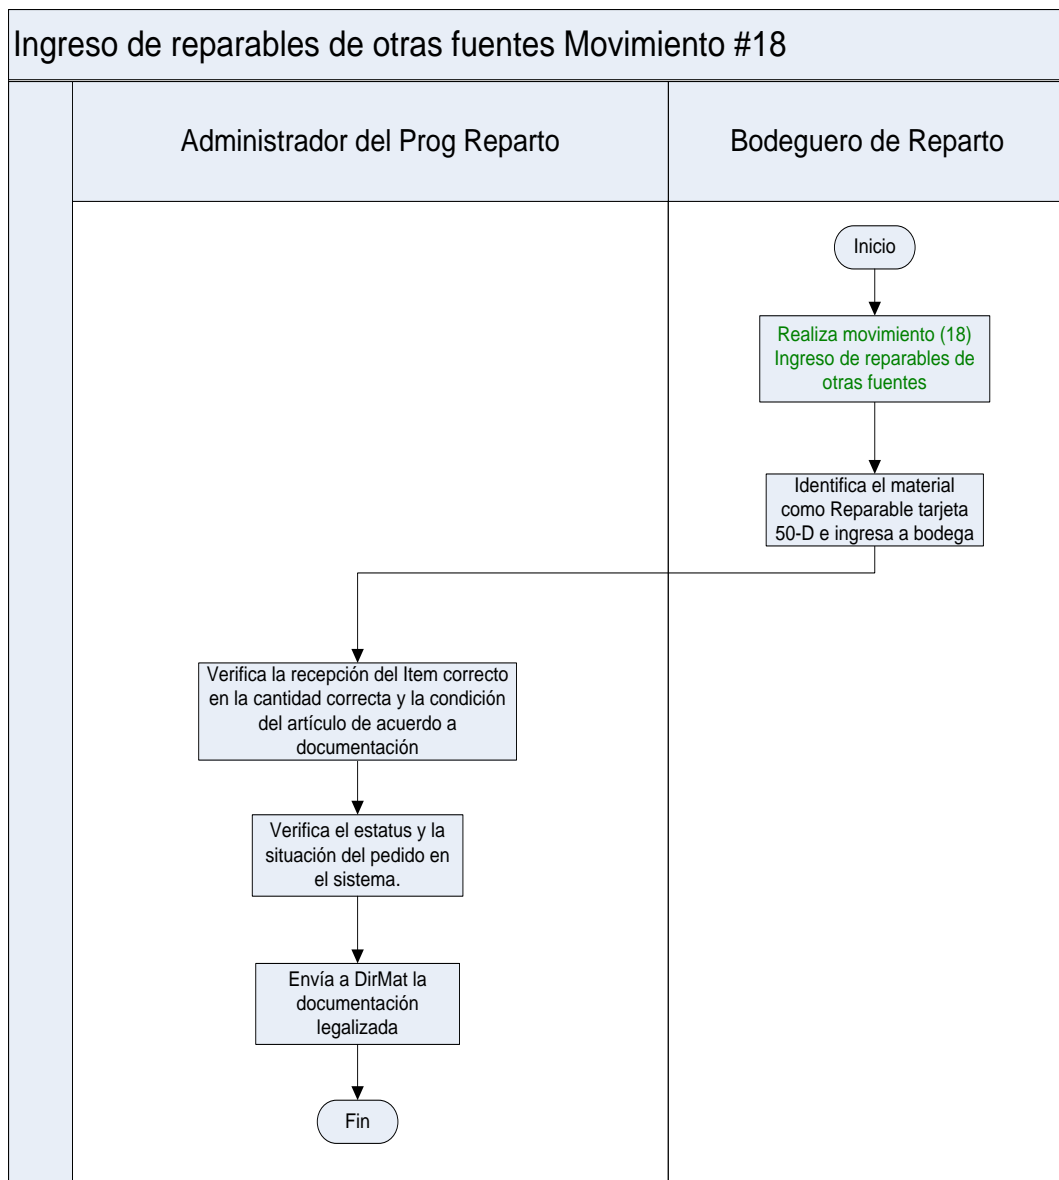 Ingreso de reparables de otras fuentes Movimiento #18
Administrador del Prog Reparto
Bodeguero de Reparto
Inicio
Realiza movimiento (18)
Ingreso de reparables de
otras fuentes
Identifica el material
como Reparable tarjeta
50-D e ingresa a bodega
Verifica la recepción del Item correcto
en la cantidad correcta y la condición
del artículo de acuerdo a
documentación
Verifica el estatus y la
situación del pedido en
el sistema.
Envía a DirMat la
documentación
legalizada
Fin